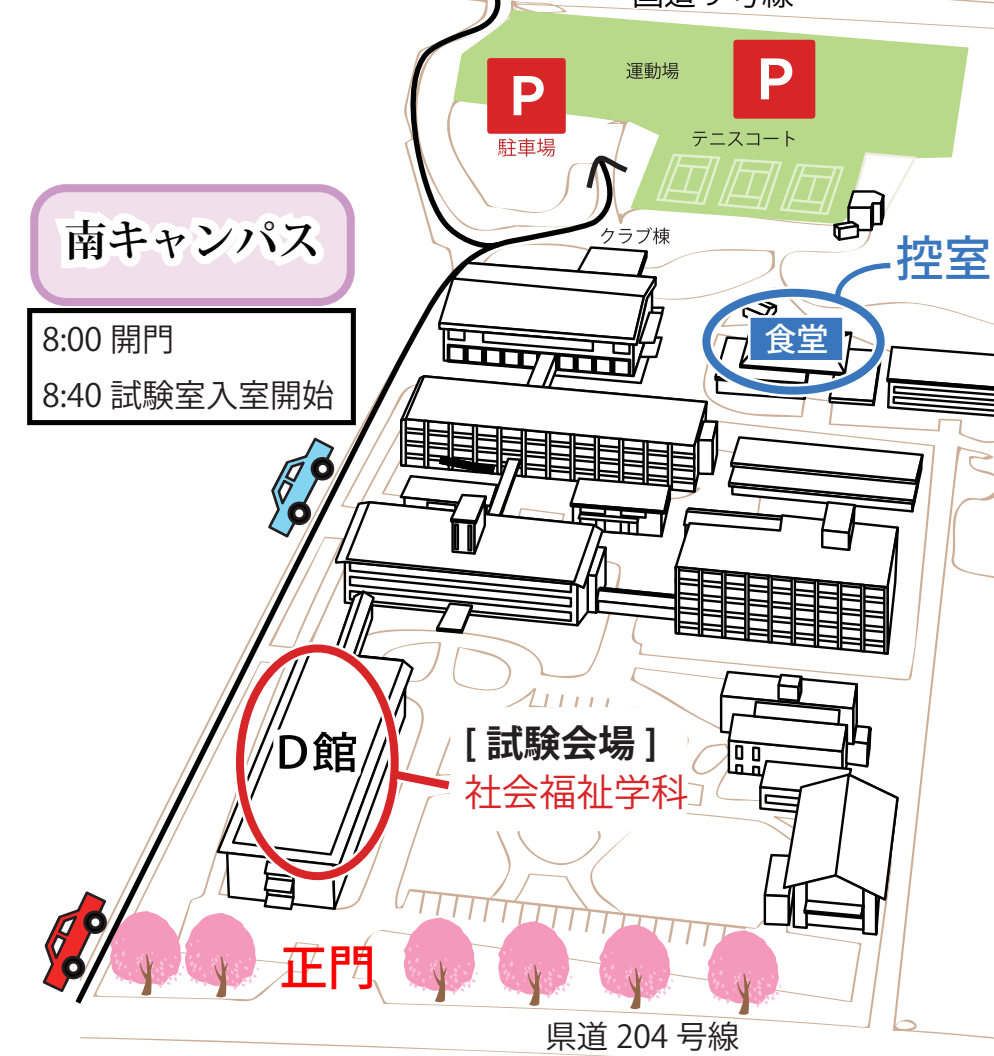 P
運動場
P
駐車場
テニスコート
南キャンパス
クラブ棟
控室
8:00 開門
8:40 試験室入室開始
食堂
D館
[ 試験会場 ]
社会福祉学科
正門
県道 204 号線